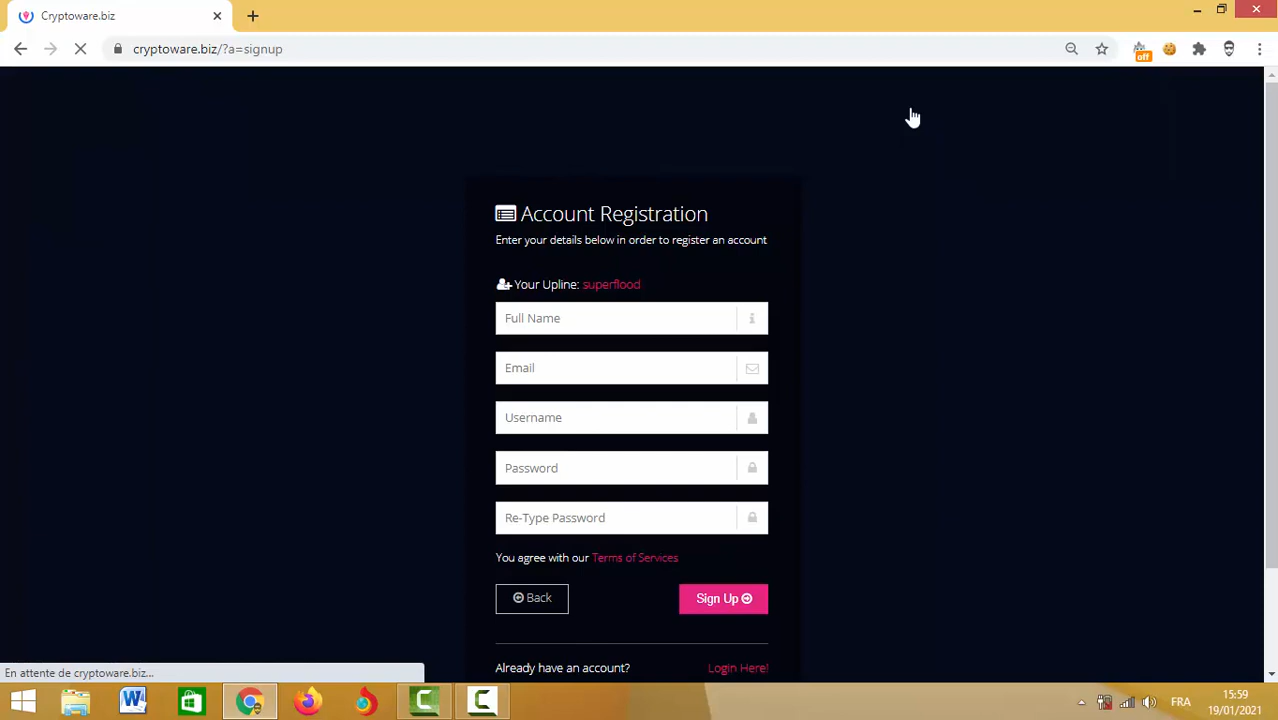 Cryptoware.biz
cryptoware.biz/?a=signup
off
Account Registration
Enter your details below in order to register an account
Your Upline: superflood
Full Name
Email
Username
Password
Re-Type Password
You agree with our Terms of Services
Back
Sign Up
Already have an account?
Login Here!
En attente de cryptoware.biz...
FRA
15:59
19/01/2021